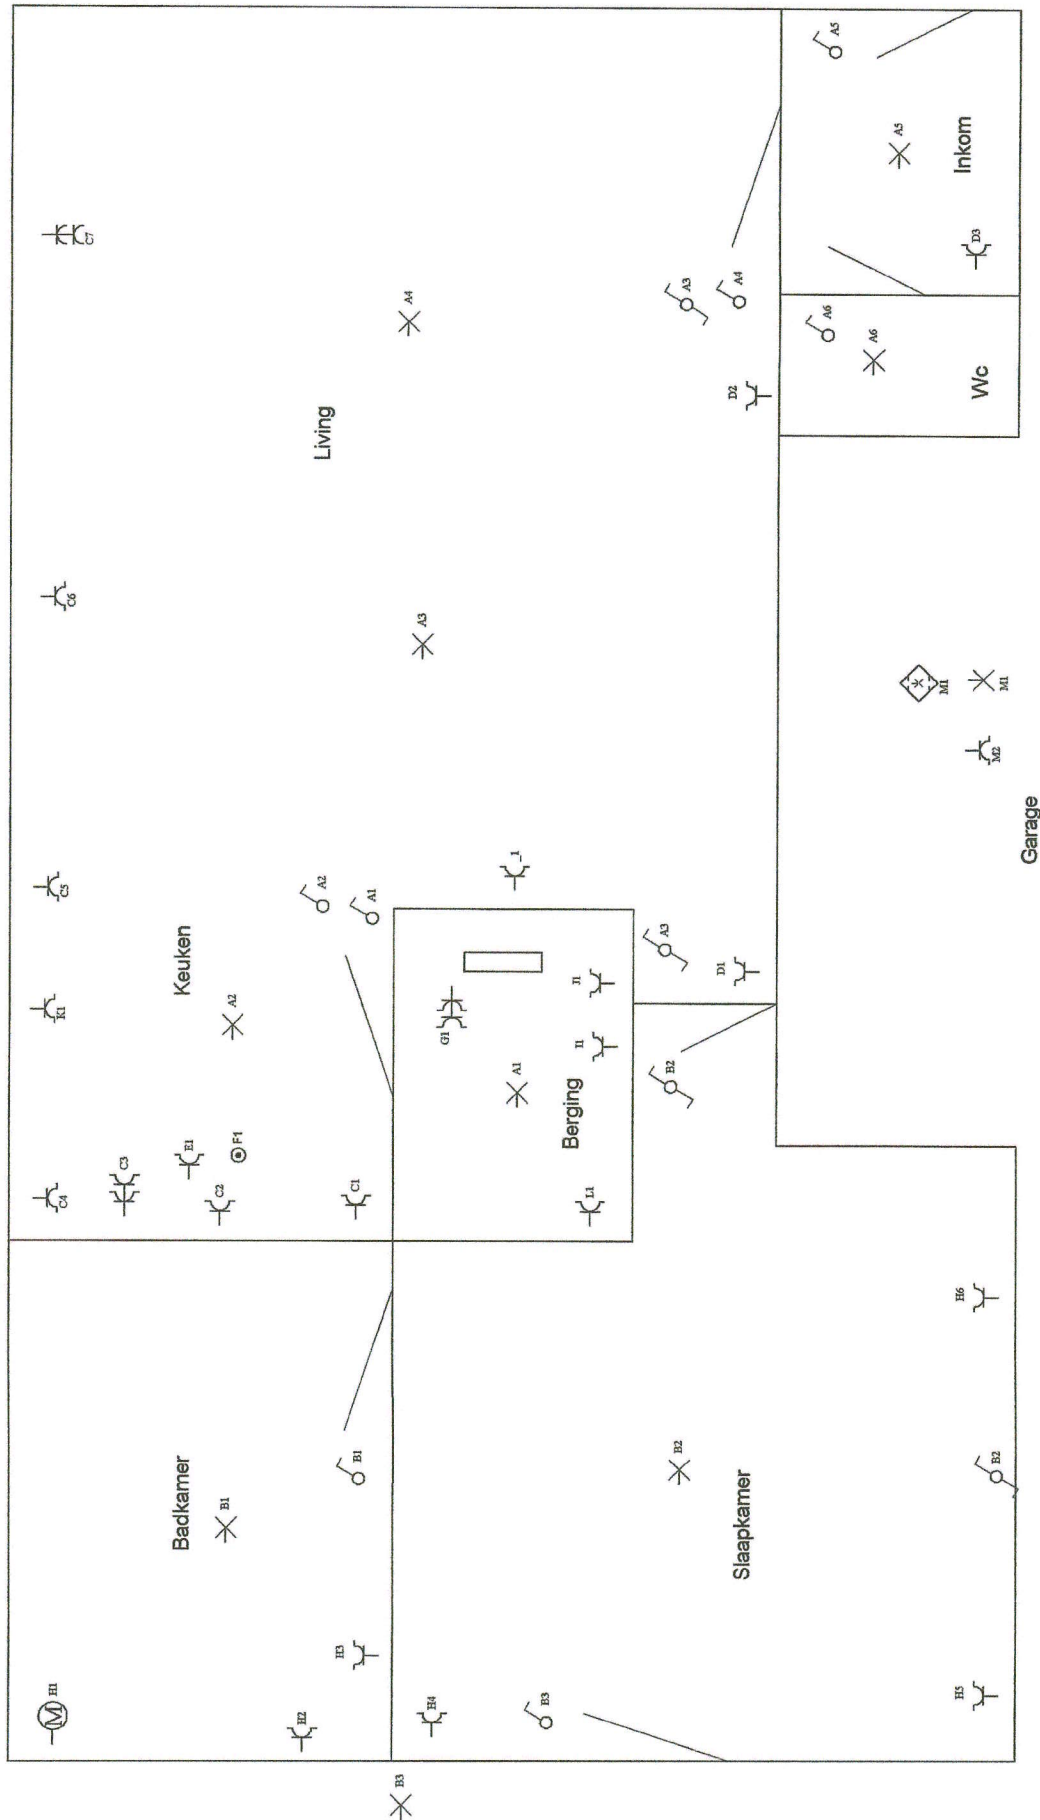 H1
C4
K1
C5
C6
C7
C3
Badkamer
E1
Keuken
C2
B1
A2
F1
H2
Living
A2
H3
B1
C1
A1
B3
A4
A3
H4
G1
_1
A1
B3
Berging
I1
J1
L1
A3
B2
B2
A3
D1
D2
A4
Slaapkamer
A6
A5
A6
A5
M1
H5
H6
Inkom
D3
Wc
B2
M2
M1
Garage